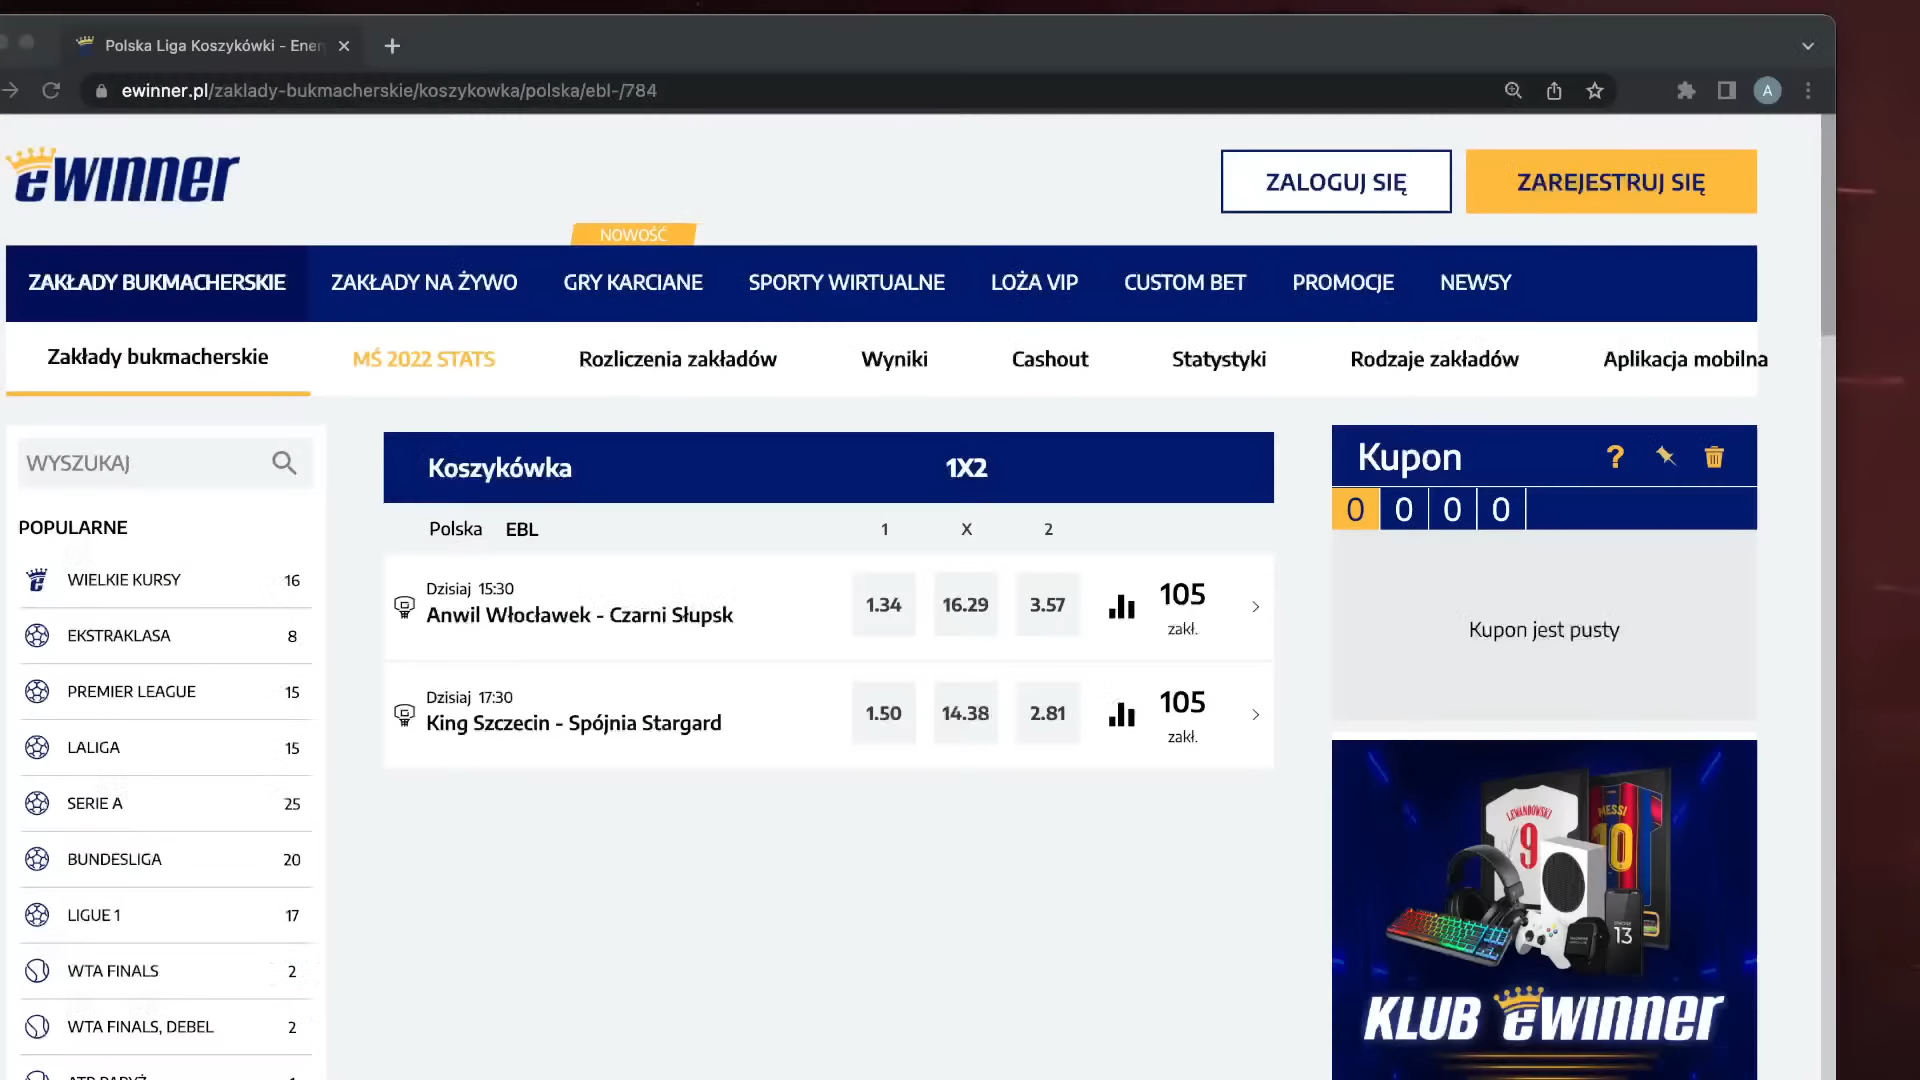 Polska Liga Koszykówki - Ener
ewinner.pl/zaklady-bukmacherskie/koszykowka/polska/ebl-/784
A
ewinner
ZALOGUJ SIĘ
ZAREJESTRUJ SIĘ
NOWOŚĆ
ZAKŁADY BUKMACHERSKIE
ZAKŁADY NA ŻYWO
GRY KARCIANE
SPORTY WIRTUALNE
LOŻA VIP
CUSTOM BET
PROMOCJE
NEWSY
Zakłady bukmacherskie
MŚ 2022 STATS
Rozliczenia zakładów
Wyniki
Cashout
Statystyki
Rodzaje zakładów
Aplikacja mobilna
WYSZUKAJ
POPULARNE
WIELKIE KURSY 16
EKSTRAKLASA 8
PREMIER LEAGUE 15
LALIGA 15
SERIE A 25
BUNDESLIGA 20
LIGUE 1 17
WTA FINALS 2
WTA FINALS, DEBEL 2
Koszykówka 1X2
Polska EBL 1 X 2
Dzisiaj 15:30
Anwil Włocławek - Czarni Słupsk
1.34 16.29 3.57
105
zakł.
Dzisiaj 17:30
King Szczecin - Spójnia Stargard
1.50 14.38 2.81
105
zakł.
Kupon ?
0 0 0 0
Kupon jest pusty
LEWANDOWSKI
9
MESSI
10
13
KLUB ewinner